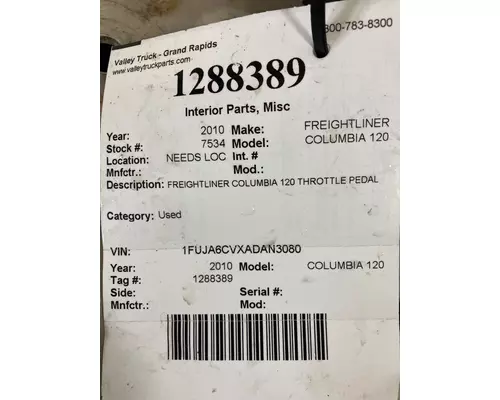 Valley Truck - Grand Rapids
www.valleytruckparts.com
800-783-8300
1288389
Interior Parts, Misc
Year: 2010 Make: FREIGHTLINER
Stock #: 7534 Model: COLUMBIA 120
Location: NEEDS LOC Int. #
Mnfctr.: Mod.:
Description: FREIGHTLINER COLUMBIA 120 THROTTLE PEDAL
Category: Used
VIN: 1FUJA6CVXADAN3080
Year: 2010 Model: COLUMBIA 120
Tag #: 1288389
Side: Serial #:
Mnfctr.: Mod: